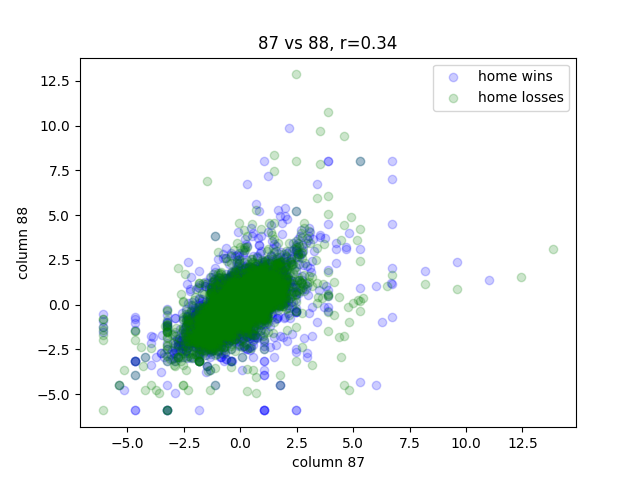 87 vs 88, r=0.34
home wins
home losses
12.5
10.0
7.5
5.0
2.5
0.0
−2.5
−5.0
column 88
−5.0 −2.5 0.0 2.5 5.0 7.5 10.0 12.5
column 87